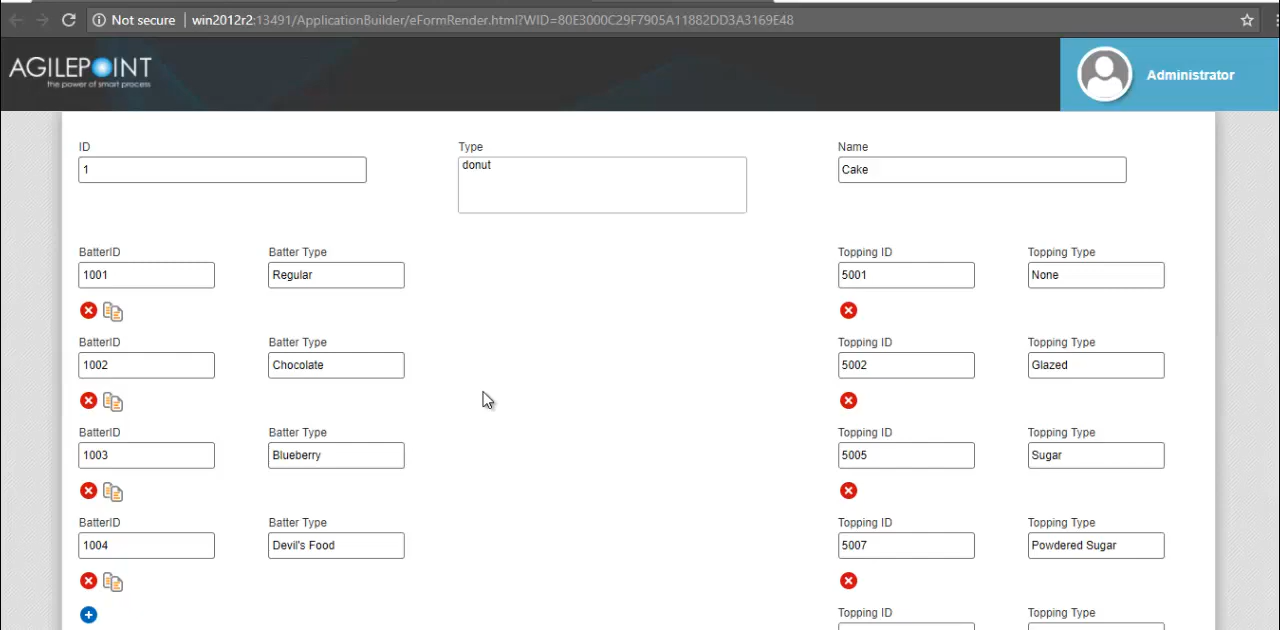 Not secure | win2012r2:13491/ApplicationBuilder/eFormRender.html?WID=80E3000C29F7905A11882DD3A3169E48
AGILEPOINT
the power of smart process
Administrator
ID Type Name
1 donut Cake
BatterID Batter Type Topping ID Topping Type
1001 Regular 5001 None
BatterID Batter Type Topping ID Topping Type
1002 Chocolate 5002 Glazed
BatterID Batter Type Topping ID Topping Type
1003 Blueberry 5005 Sugar
BatterID Batter Type Topping ID Topping Type
1004 Devil's Food 5007 Powdered Sugar
Topping ID Topping Type